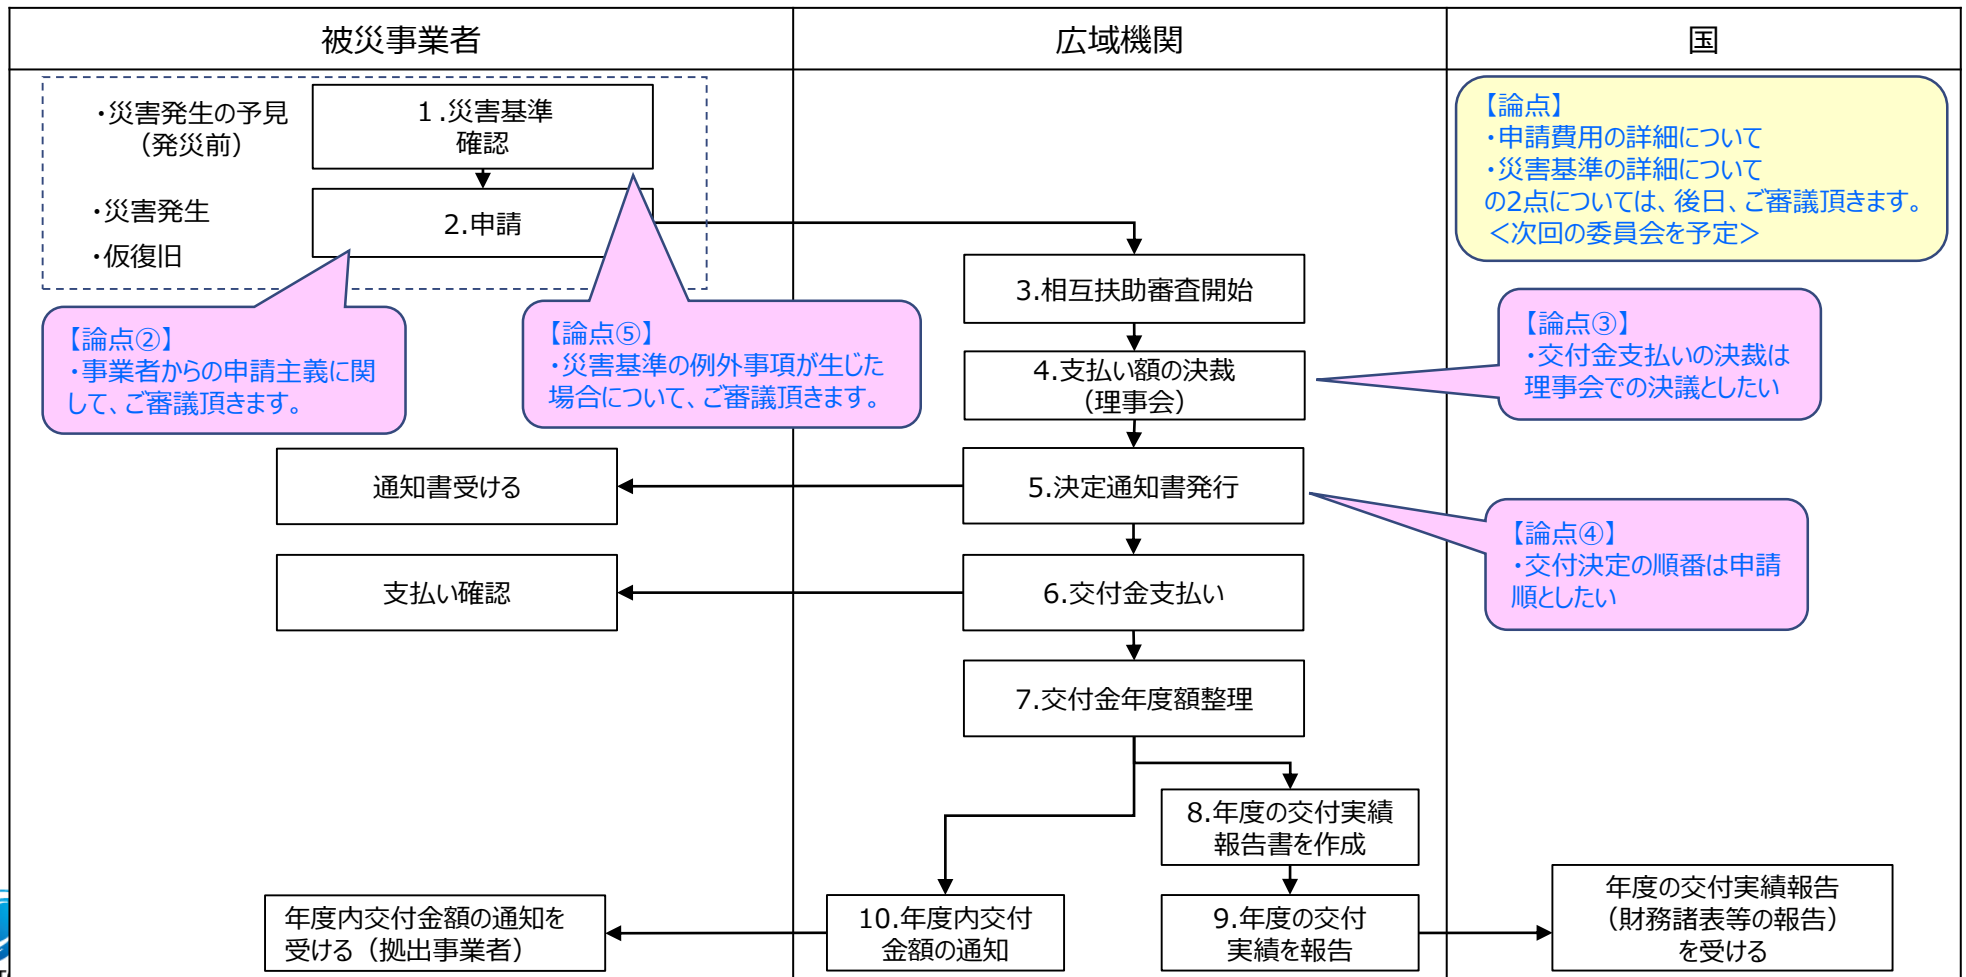 被災事業者
広域機関
国
・災害発生の予見
（発災前）
1.災害基準
確認
・災害発生
・仮復旧
2.申請
【論点】
・申請費用の詳細について
・災害基準の詳細について
の2点については、後日、ご審議頂きます。
＜次回の委員会を予定＞
3.相互扶助審査開始
【論点②】
・事業者からの申請主義に関
して、ご審議頂きます。
【論点⑤】
・災害基準の例外事項が生じた
場合について、ご審議頂きます。
4.支払い額の決裁
（理事会）
【論点③】
・交付金支払いの決裁は
理事会での決議としたい
通知書受ける
5.決定通知書発行
【論点④】
・交付決定の順番は申請
順としたい
支払い確認
6.交付金支払い
7.交付金年度額整理
8.年度の交付実績
報告書を作成
年度内交付金額の通知を
受ける（拠出事業者）
10.年度内交付
金額の通知
9.年度の交付
実績を報告
年度の交付実績報告
（財務諸表等の報告）
を受ける